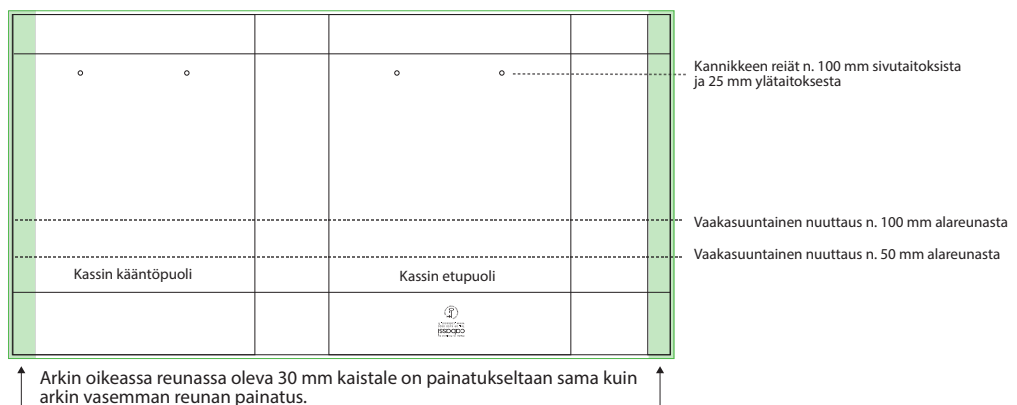 Kannikkeen reiät n. 100 mm sivutaitoksista
ja 25 mm ylätaitoksesta
Vaakasuuntainen nuuttaus n. 100 mm alareunasta
Vaakasuuntainen nuuttaus n. 50 mm alareunasta
Kassin kääntöpuoli
Kassin etupuoli
Arkin oikeassa reunassa oleva 30 mm kaistale on painatukseltaan sama kuin
arkin vasemman reunan painatus.